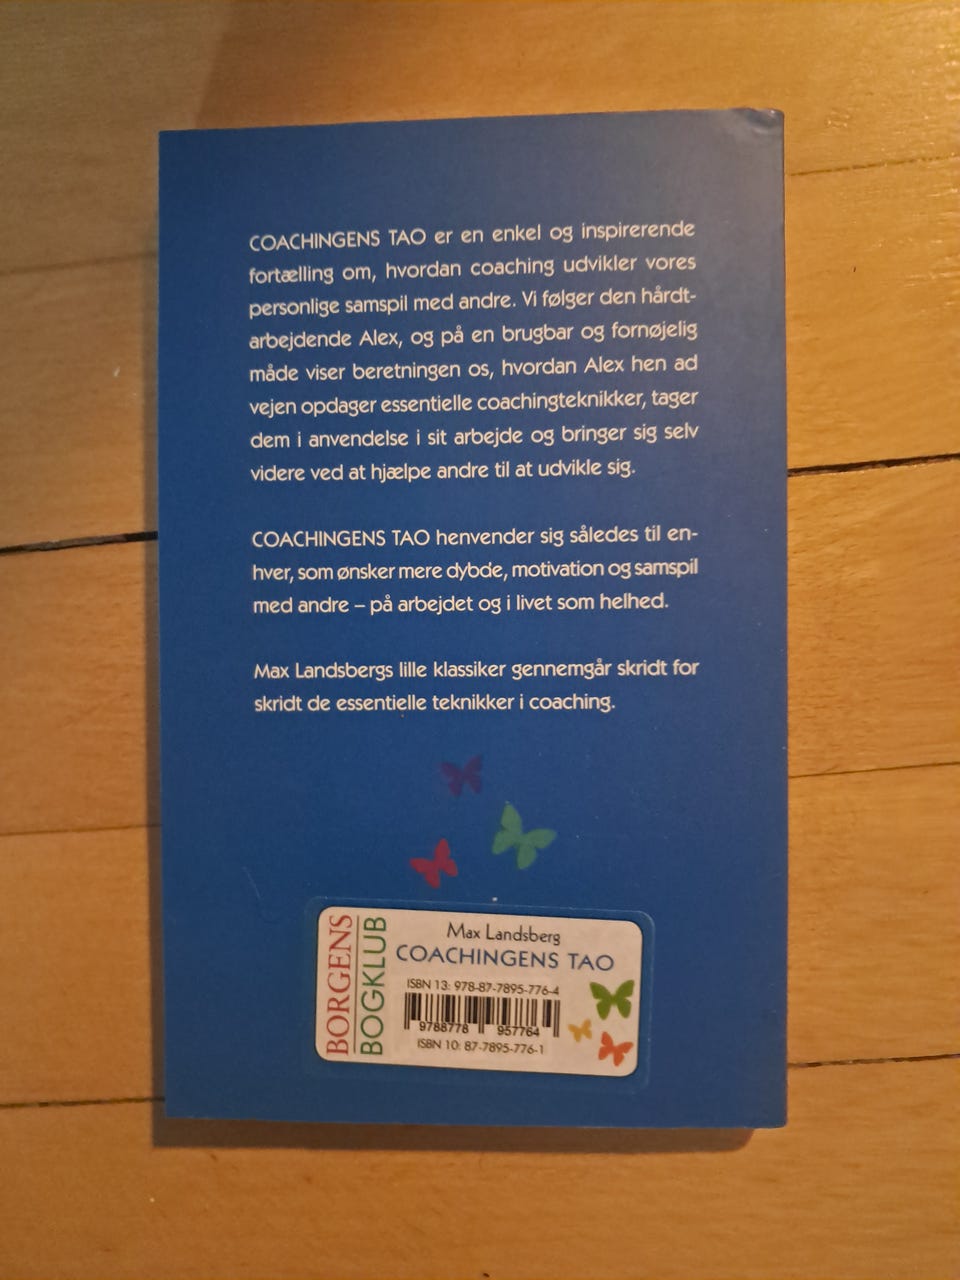 COACHINGENS TAO er en enkel og inspirerende
fortælling om, hvordan coaching udvikler vores
personlige samspil med andre. Vi følger den hårdt-
arbejdende Alex, og på en brugbar og fornøjelig
måde viser beretningen os, hvordan Alex hen ad
vejen opdager essentielle coachingteknikker, tager
dem i anvendelse i sit arbejde og bringer sig selv
videre ved at hjælpe andre til at udvikle sig.
COACHINGENS TAO henvender sig således til en-
hver, som ønsker mere dybde, motivation og samspil
med andre – på arbejdet og i livet som helhed.
Max Landsbergs lille klassiker gennemgår skridt for
skridt de essentielle teknikker i coaching.
BORGENS
BOGKLUB
Max Landsberg
COACHINGENS TAO
ISBN 13: 978-87-7895-776-4
9788778 957764
ISBN 10: 87-7895-776-1